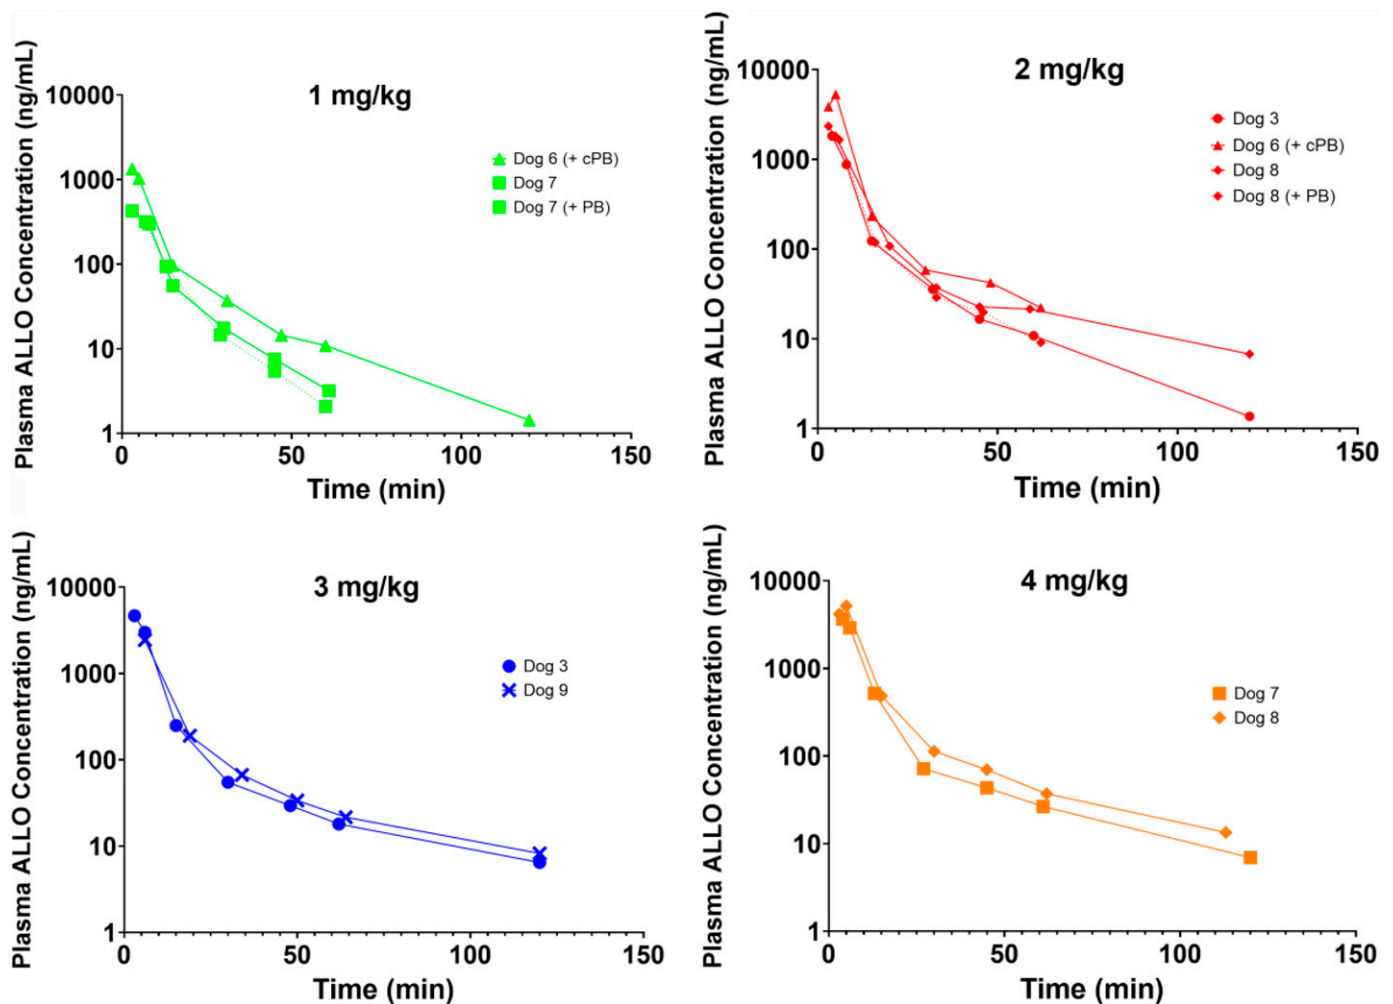 1 mg/kg
Plasma ALLO Concentration (ng/mL)
10000
1000
100
10
1
0
50
100
150
Time (min)
Dog 6 (+ cPB)
Dog 7
Dog 7 (+ PB)
2 mg/kg
Plasma ALLO Concentration (ng/mL)
10000
1000
100
10
1
0
50
100
150
Time (min)
Dog 3
Dog 6 (+ cPB)
Dog 8
Dog 8 (+ PB)
3 mg/kg
Plasma ALLO Concentration (ng/mL)
10000
1000
100
10
1
0
50
100
150
Time (min)
Dog 3
Dog 9
4 mg/kg
Plasma ALLO Concentration (ng/mL)
10000
1000
100
10
1
0
50
100
150
Time (min)
Dog 7
Dog 8